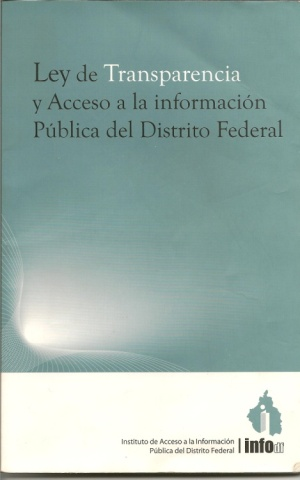 Ley de Transparencia
y Acceso a la información
Pública del Distrito Federal
i
Instituto de Acceso a la Información
Pública del Distrito Federal
infodf